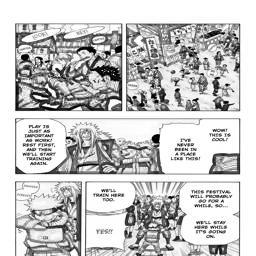 WOW!
THIS IS
COOL!
I'VE
NEVER
BEEN IN
A PLACE
LIKE THIS!
PLAY IS
JUST AS
IMPORTANT
AS WORK!
REST FIRST,
AND THEN
WE'LL START
TRAINING
AGAIN.
THIS FESTIVAL
WILL PROBABLY
GO FOR A
WHILE, SO...
WE'LL STAY
HERE WHILE
IT'S GOING
ON.
WE'LL
TRAIN HERE
TOO.
YES!!